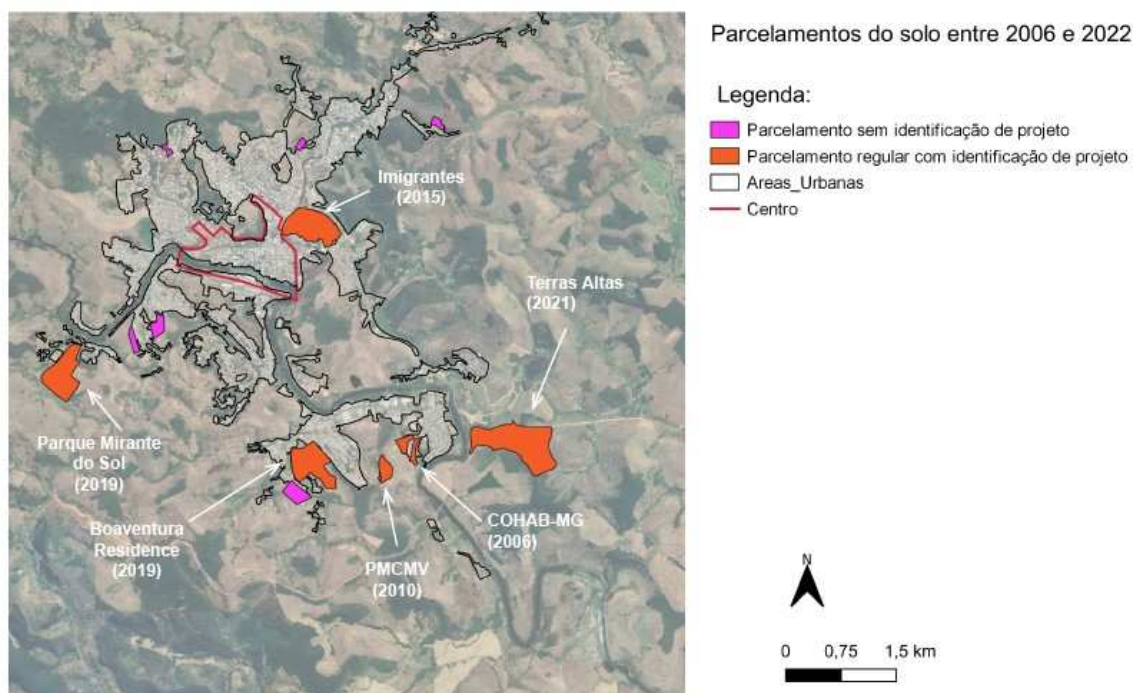 Parcelamentos do solo entre 2006 e 2022
Legenda:
Parcelamento sem identificação de projeto
Parcelamento regular com identificação de projeto
Areas_Urbanas
Centro
Imigrantes
(2015)
Terras Altas
(2021)
Parque Mirante
do Sol
(2019)
Boaventura
Residence
(2019)
PMCMV
(2010)
COHAB-MG
(2006)
N
0 0,75 1,5 km